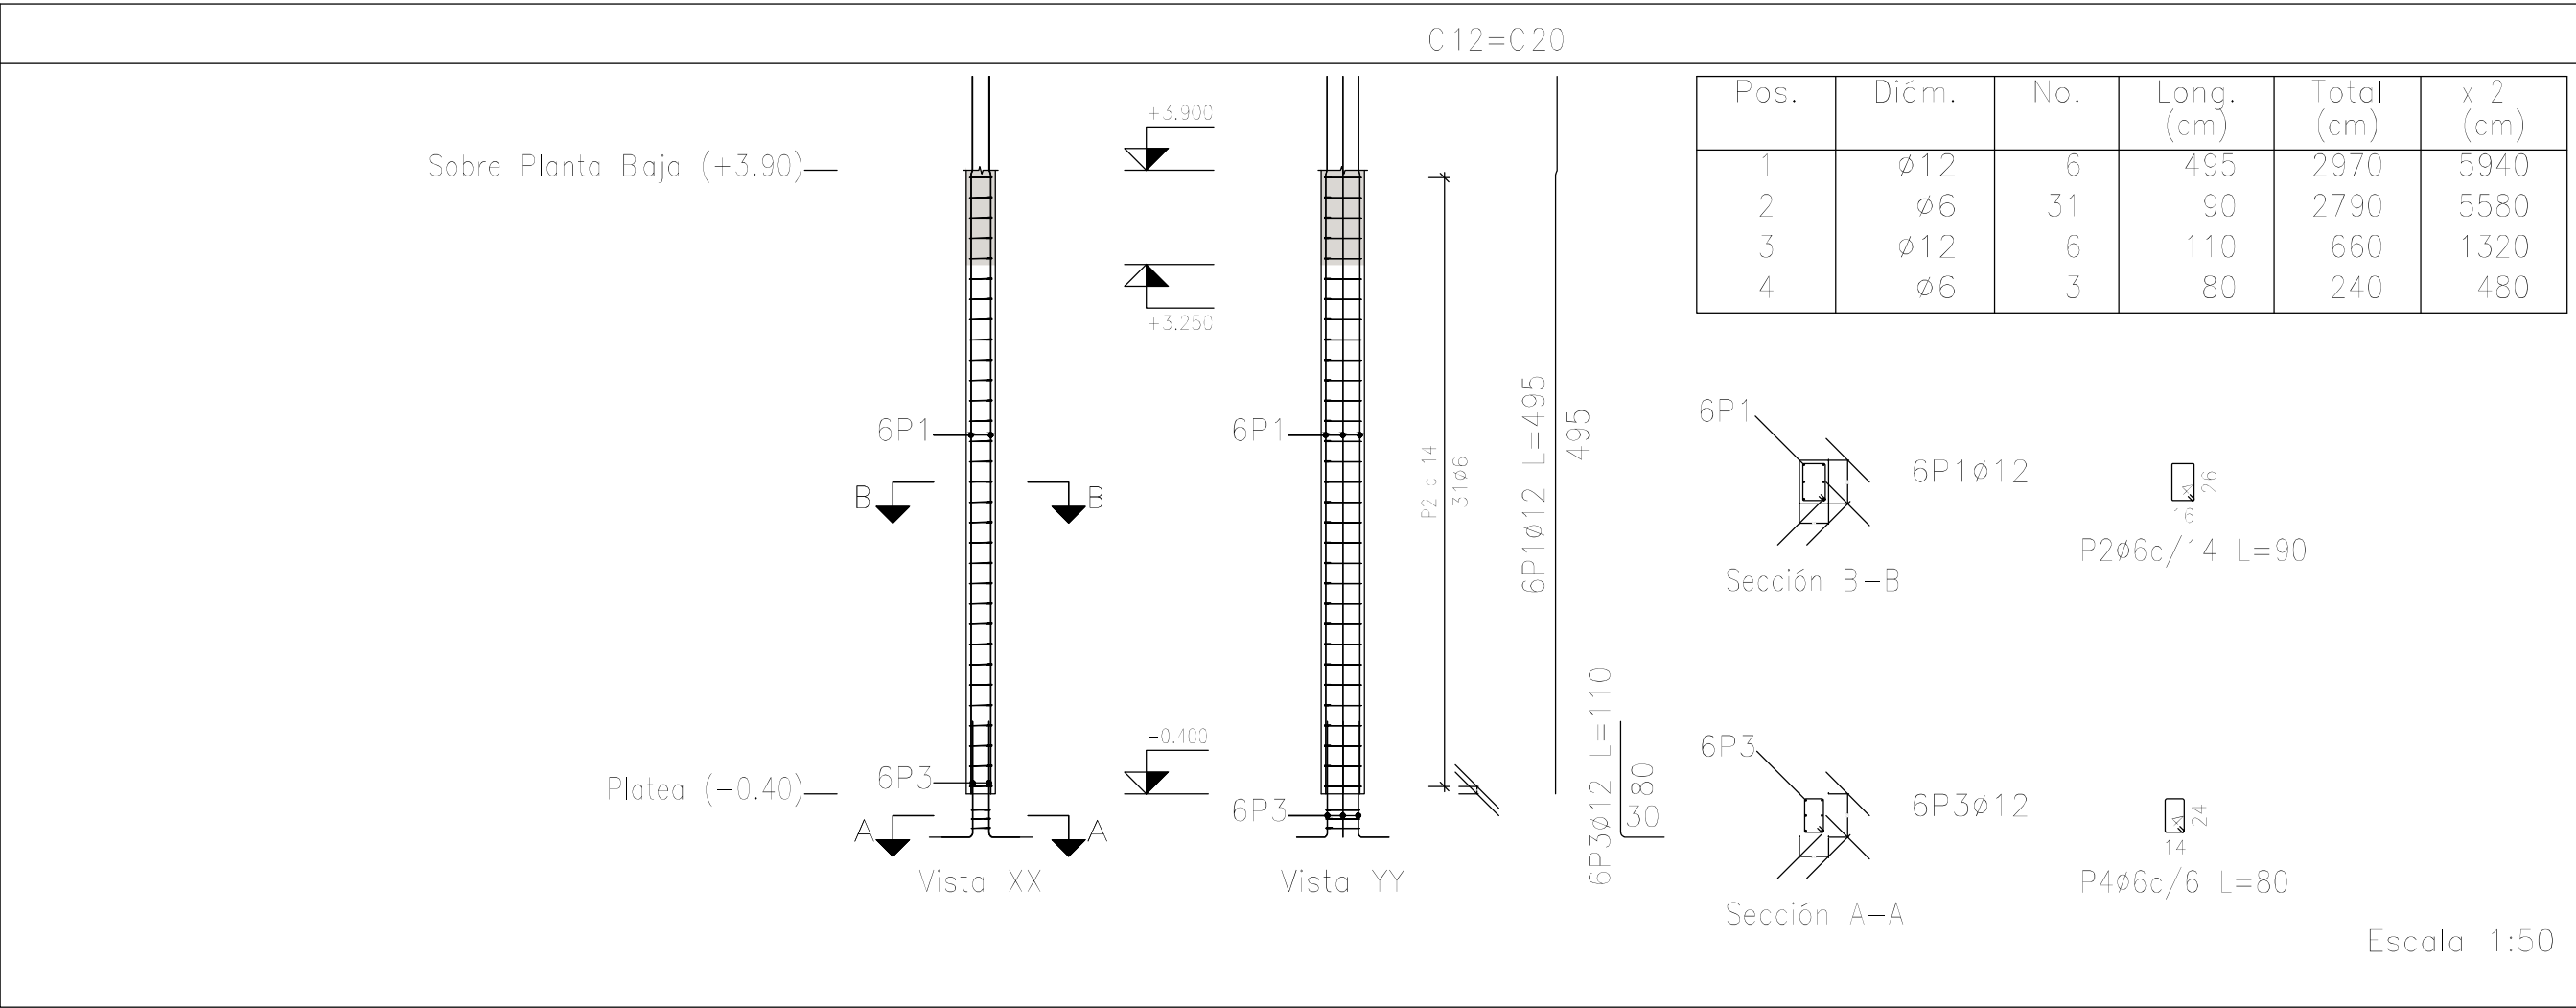 C12=C20
Sobre Planta Baja (+3.90)
+3.900
+3.250
6P1
6P1
B
B
P2 c 14
31ø6
6P1ø12 L=495
495
Platea (-0.40)
-0.400
6P3
6P3
A
A
Vista XX
Vista YY
6P3ø12 L=110
80
30
Pos. Diám. No. Long. (cm) Total (cm) x 2 (cm)
1 ø12 6 495 2970 5940
2 ø6 31 90 2790 5580
3 ø12 6 110 660 1320
4 ø6 3 80 240 480
6P1
6P1ø12
Sección B-B
26
16
P2ø6c/14 L=90
6P3
6P3ø12
Sección A-A
24
14
P4ø6c/6 L=80
Escala 1:50